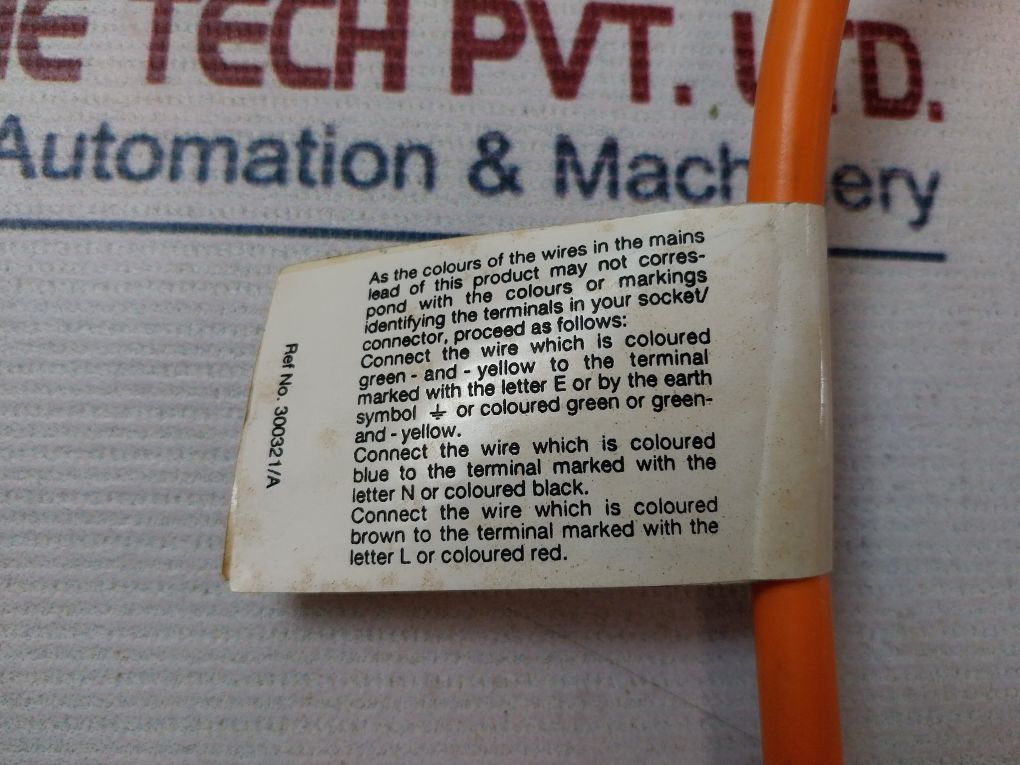 TECH PVT. LTD.
Automation &
As the colours of the wires in the mains
lead of this product may not corres-
pond with the colours or markings
identifying the terminals in your socket/
connector, proceed as follows:
Connect the wire which is coloured
green - and - yellow to the terminal
marked with the letter E or by the earth
symbol ⏚ or coloured green or green-
and - yellow.
Connect the wire which is coloured
blue to the terminal marked with the
letter N or coloured black.
Connect the wire which is coloured
brown to the terminal marked with the
letter L or coloured red.
Ref No. 300321/A